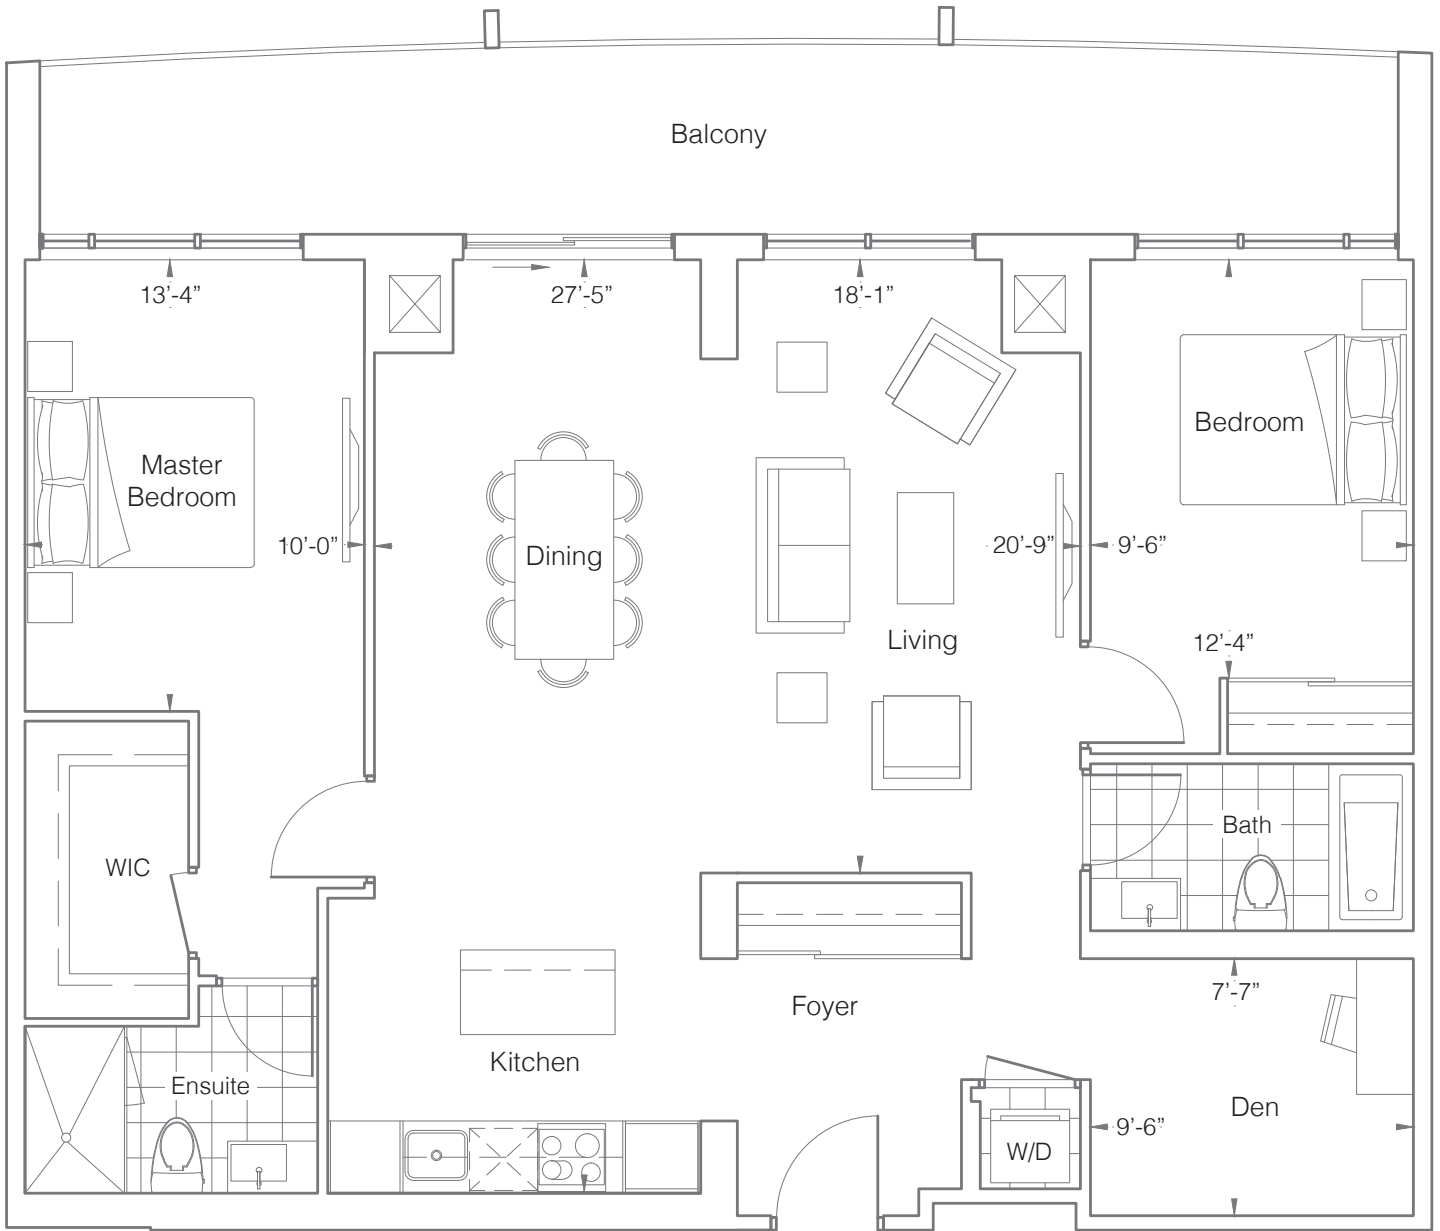 Balcony
13'-4”
27'-5”
18'-1”
Master
Bedroom
Bedroom
10'-0”
Dining
20'-9”
9'-6”
Living
12'-4”
Bath
WIC
7'-7”
Foyer
Kitchen
Ensuite
Den
9'-6”
W/D